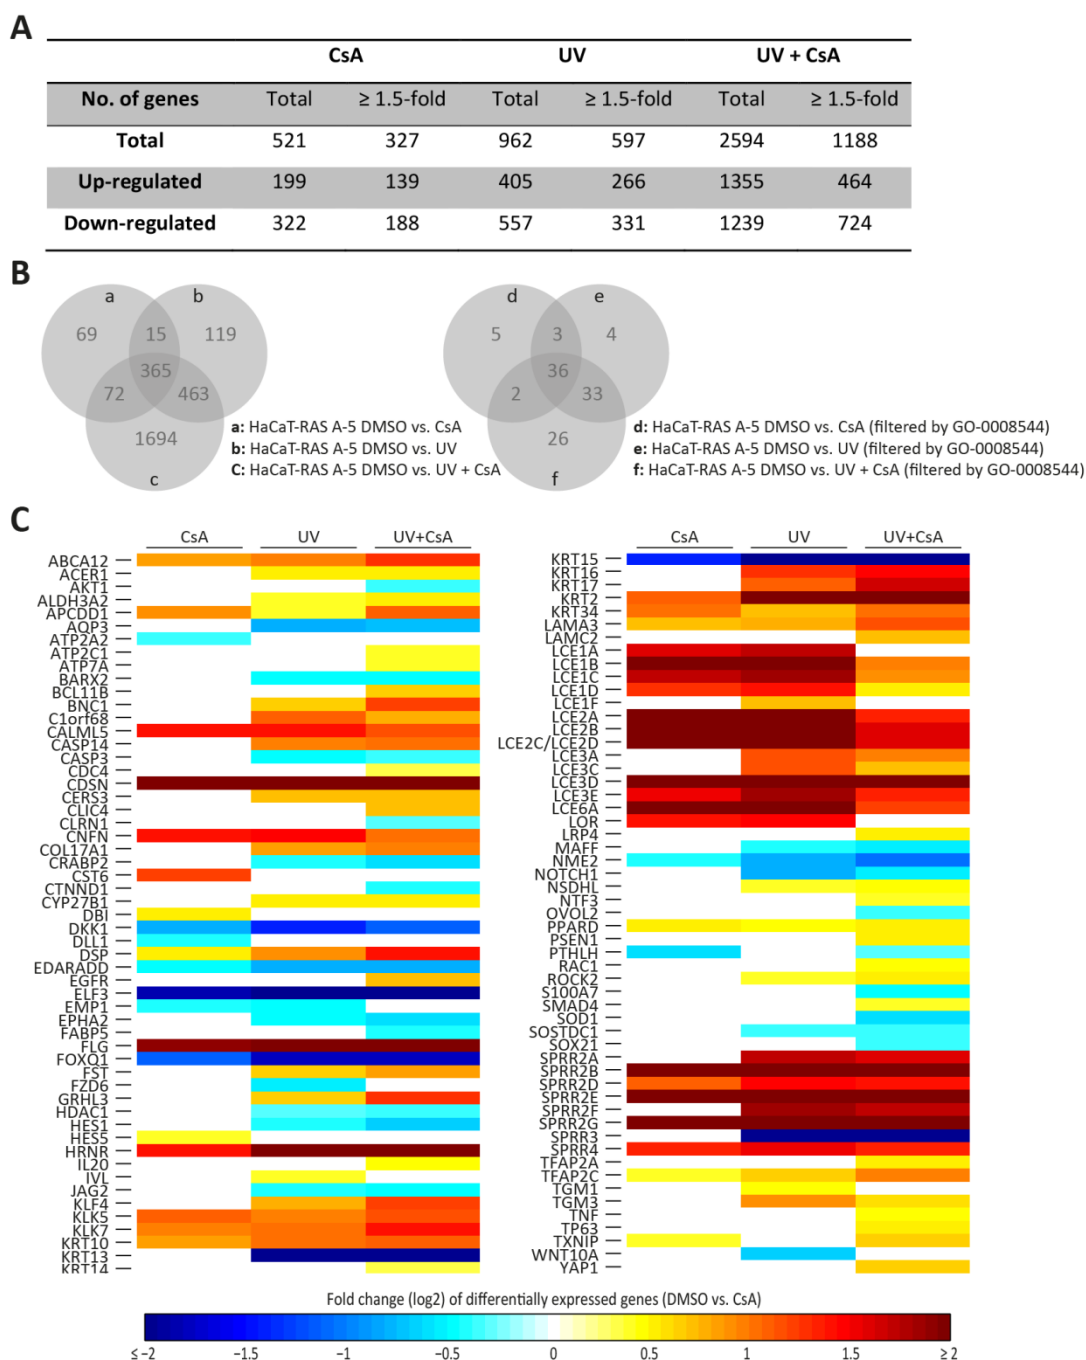 A
CsA UV UV + CsA
No. of genes Total ≥ 1.5-fold Total ≥ 1.5-fold Total ≥ 1.5-fold
Total 521 327 962 597 2594 1188
Up-regulated 199 139 405 266 1355 464
Down-regulated 322 188 557 331 1239 724
B
a b
69 15 119
365
72 463
1694
c
a: HaCaT-RAS A-5 DMSO vs. CsA
b: HaCaT-RAS A-5 DMSO vs. UV
C: HaCaT-RAS A-5 DMSO vs. UV + CsA
d e
5 3 4
36
2 33
26
f
d: HaCaT-RAS A-5 DMSO vs. CsA (filtered by GO-0008544)
e: HaCaT-RAS A-5 DMSO vs. UV (filtered by GO-0008544)
f: HaCaT-RAS A-5 DMSO vs. UV + CsA (filtered by GO-0008544)
C
CsA UV UV+CsA
ABCA12
ACER1
AKT1
ALDH3A2
APCDD1
AQP3
ATP2A2
ATP2C1
ATP7A
BARX2
BCL11B
BNC1
C1orf68
CALML5
CASP14
CASP3
CDC4
CDSN
CERS3
CLIC4
CLRN1
CNFN
COL17A1
CRABP2
CST6
CTNND1
CYP27B1
DBI
DKK1
DLL1
DSP
EDARADD
EGFR
ELF3
EMP1
EPHA2
FABP5
FLG
FOXQ1
FST
FZD6
GRHL3
HDAC1
HES1
HES5
HRNR
IL20
IVL
JAG2
KLF4
KLK5
KLK7
KRT10
KRT13
KRT14
CsA UV UV+CsA
KRT15
KRT16
KRT17
KRT2
KRT34
LAMA3
LAMC2
LCE1A
LCE1B
LCE1C
LCE1D
LCE1F
LCE2A
LCE2B
LCE2C/LCE2D
LCE3A
LCE3C
LCE3D
LCE3E
LCE6A
LOR
LRP4
MAFF
NME2
NOTCH1
NSDHL
NTF3
OVOL2
PPARD
PSEN1
PTHLH
RAC1
ROCK2
S100A7
SMAD4
SOD1
SOSTDC1
SOX21
SPRR2A
SPRR2B
SPRR2D
SPRR2E
SPRR2F
SPRR2G
SPRR3
SPRR4
TFAP2A
TFAP2C
TGM1
TGM3
TNF
TP63
TXNIP
WNT10A
YAP1
Fold change (log2) of differentially expressed genes (DMSO vs. CsA)
≤ −2 −1.5 −1 −0.5 0 0.5 1 1.5 ≥ 2